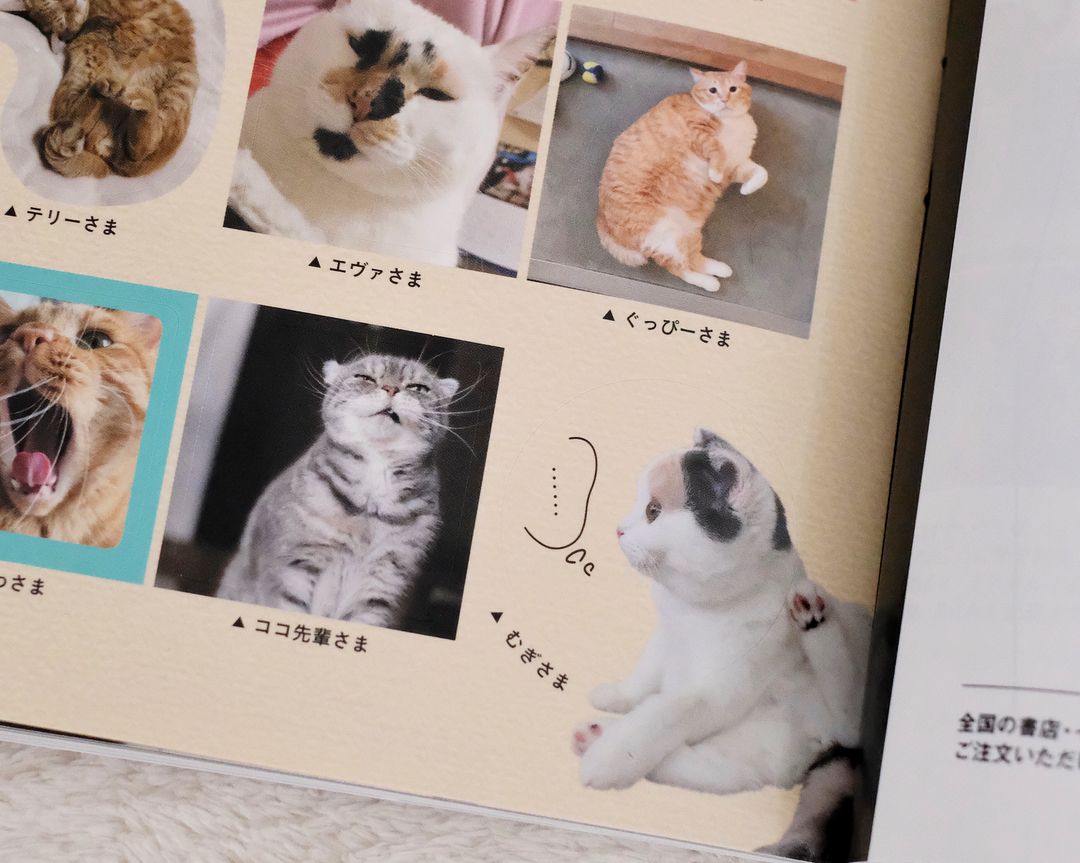 ▲ テリーさま
▲ エヴァさま
▲ ぐっぴーさま
さま
▲ ココ先輩さま
▲ むぎさま
……
全国の書店・
ご注文いただ